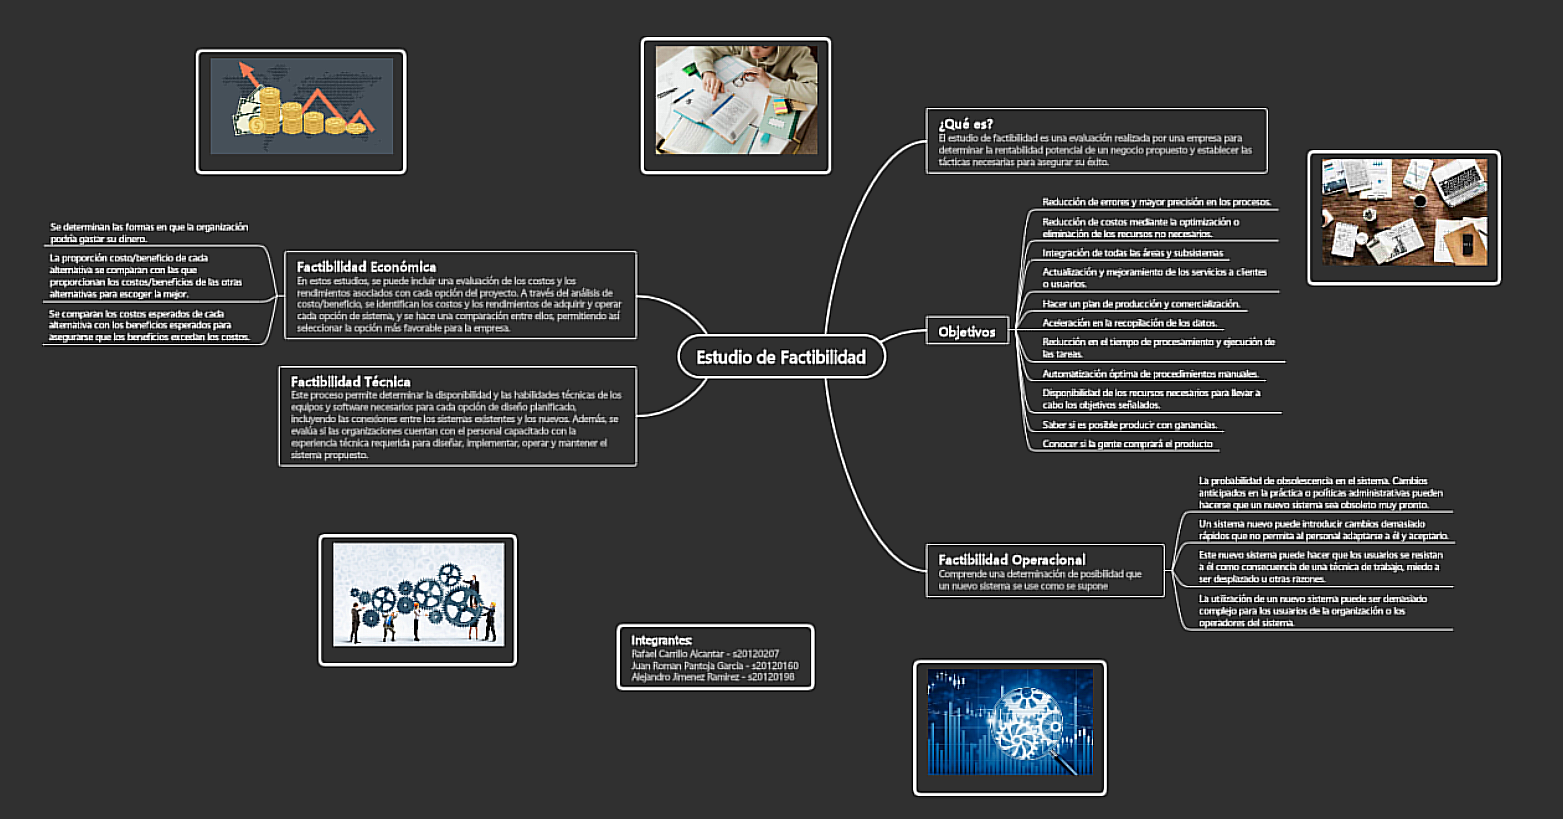 Estudio de Factibilidad
¿Qué es?
El estudio de factibilidad es una evaluación realizada por una empresa para
determinar la rentabilidad potencial de un negocio propuesto y establecer las
tácticas necesarias para asegurar su éxito.
Objetivos
Reducción de errores y mayor precisión en los procesos.
Reducción de costos mediante la optimización o
eliminación de los recursos no necesarios.
Integración de todas las áreas y subsistemas
Actualización y mejoramiento de los servicios a clientes
o usuarios.
Hacer un plan de producción y comercialización.
Aceleración en la recopilación de los datos.
Reducción en el tiempo de procesamiento y ejecución de
las tareas.
Automatización óptima de procedimientos manuales.
Disponibilidad de los recursos necesarios para llevar a
cabo los objetivos señalados.
Saber si es posible producir con ganancias.
Conocer si la gente comprará el producto
Factibilidad Operacional
Comprende una determinación de posibilidad que
un nuevo sistema se use como se supone
La probabilidad de obsolescencia en el sistema. Cambios
anticipados en la práctica o políticas administrativas pueden
hacerse que un nuevo sistema sea obsoleto muy pronto.
Un sistema nuevo puede introducir cambios demasiado
rápidos que no permita al personal adaptarse a él y aceptarlo.
Este nuevo sistema puede hacer que los usuarios se resistan
a él como consecuencia de una técnica de trabajo, miedo a
ser desplazado u otras razones.
La utilización de un nuevo sistema puede ser demasiado
complejo para los usuarios de la organización o los
operadores del sistema.
Factibilidad Económica
En estos estudios, se puede incluir una evaluación de los costos y los
rendimientos asociados con cada opción del proyecto. A través del análisis de
costo/beneficio, se identifican los costos y los rendimientos de adquirir y operar
cada opción de sistema, y se hace una comparación entre ellos, permitiendo así
seleccionar la opción más favorable para la empresa.
Se determinan las formas en que la organización
podría gastar su dinero.
La proporción costo/beneficio de cada
alternativa se comparan con las que
proporcionan los costos/beneficios de las otras
alternativas para escoger la mejor.
Se comparan los costos esperados de cada
alternativa con los beneficios esperados para
asegurarse que los beneficios excedan los costos.
Factibilidad Técnica
Este proceso permite determinar la disponibilidad y las habilidades técnicas de los
equipos y software necesarios para cada opción de diseño planificado,
incluyendo las conexiones entre los sistemas existentes y los nuevos. Además, se
evalúa si las organizaciones cuentan con el personal capacitado con la
experiencia técnica requerida para diseñar, implementar, operar y mantener el
sistema propuesto.
Integrantes:
Rafael Carrillo Alcantar - s20120207
Juan Roman Pantoja Garcia - s20120160
Alejandro Jimenez Ramirez - s20120198